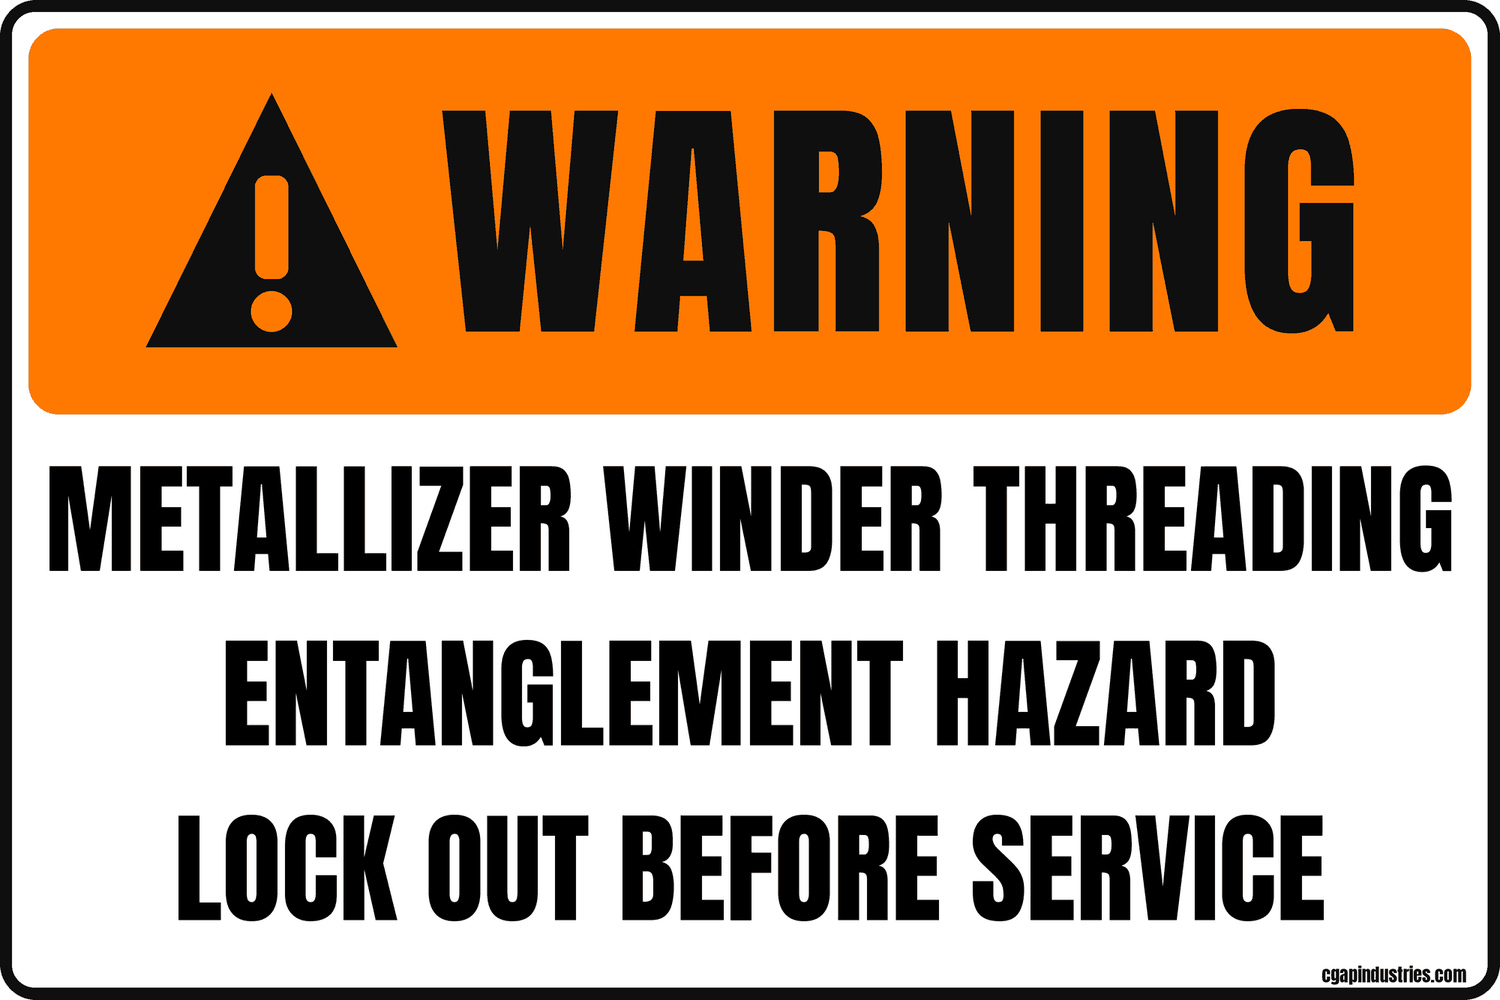 WARNING
METALLIZER WINDER THREADING
ENTANGLEMENT HAZARD
LOCK OUT BEFORE SERVICE
cgapindustries.com